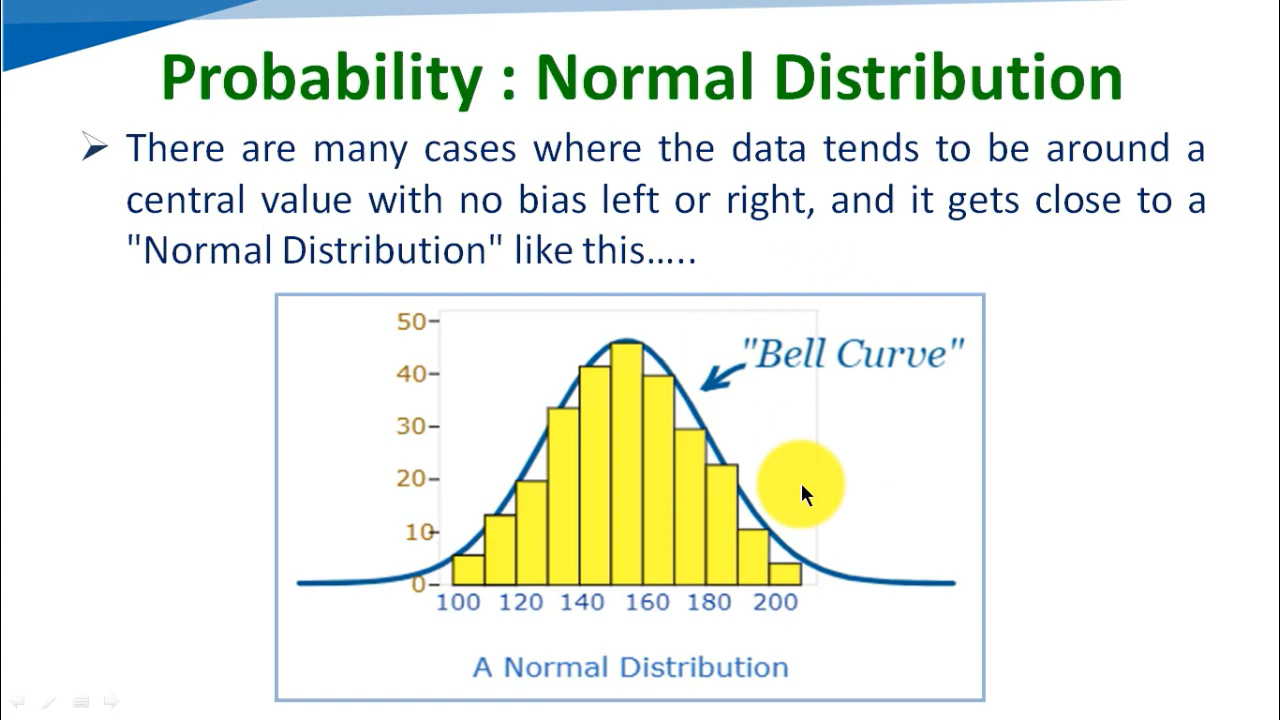 Probability : Normal Distribution
There are many cases where the data tends to be around a
central value with no bias left or right, and it gets close to a
"Normal Distribution" like this.....
50
"Bell Curve"
40
30
20
10
0
100 120 140 160 180 200
A Normal Distribution